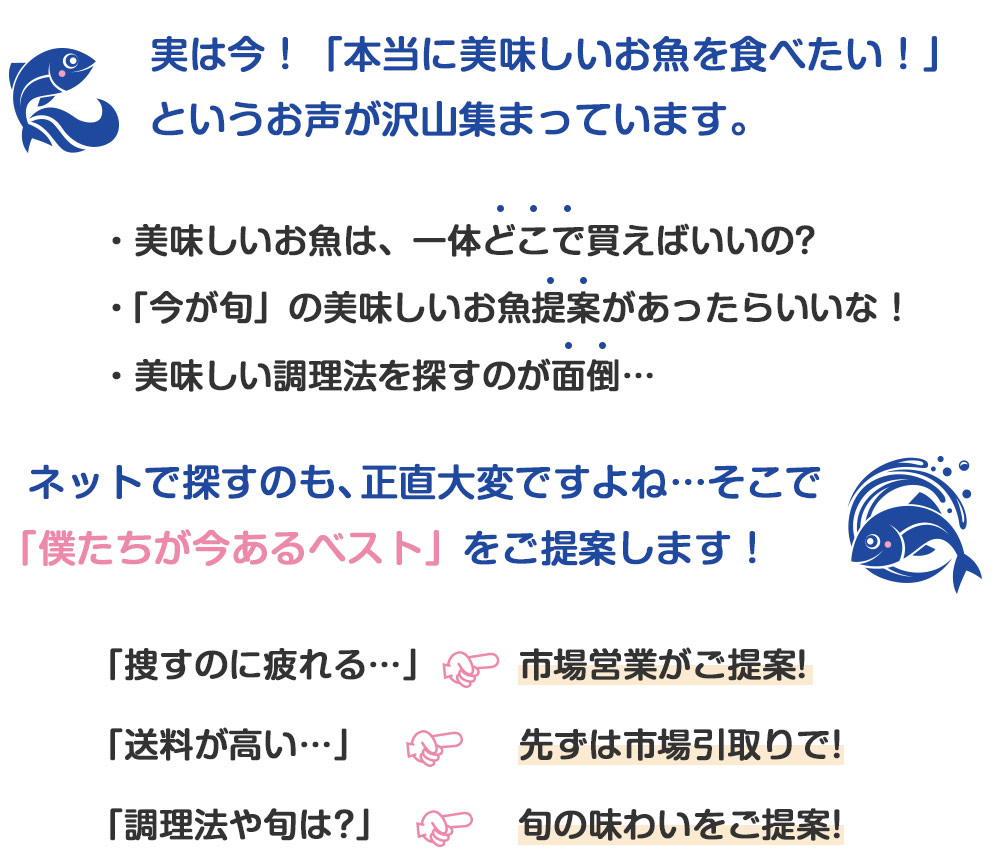 実は今！「本当に美味しいお魚を食べたい！」
というお声が沢山集まっています。
・美味しいお魚は、一体どこで買えばいいの?
・「今が旬」の美味しいお魚提案があったらいいな！
・美味しい調理法を探すのが面倒…
ネットで探すのも、正直大変ですよね…そこで
「僕たちが今あるベスト」をご提案します！
「捜すのに疲れる…」 市場営業がご提案!
「送料が高い…」 先ずは市場引取りで!
「調理法や旬は?」 旬の味わいをご提案!